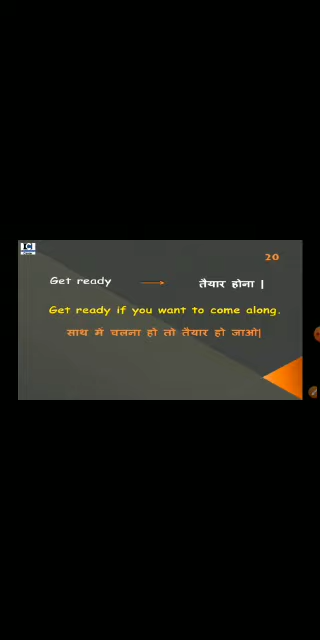 20
Get ready → तैयार होना |
Get ready if you want to come along.
साथ में चलना हो तो तैयार हो जाओ|